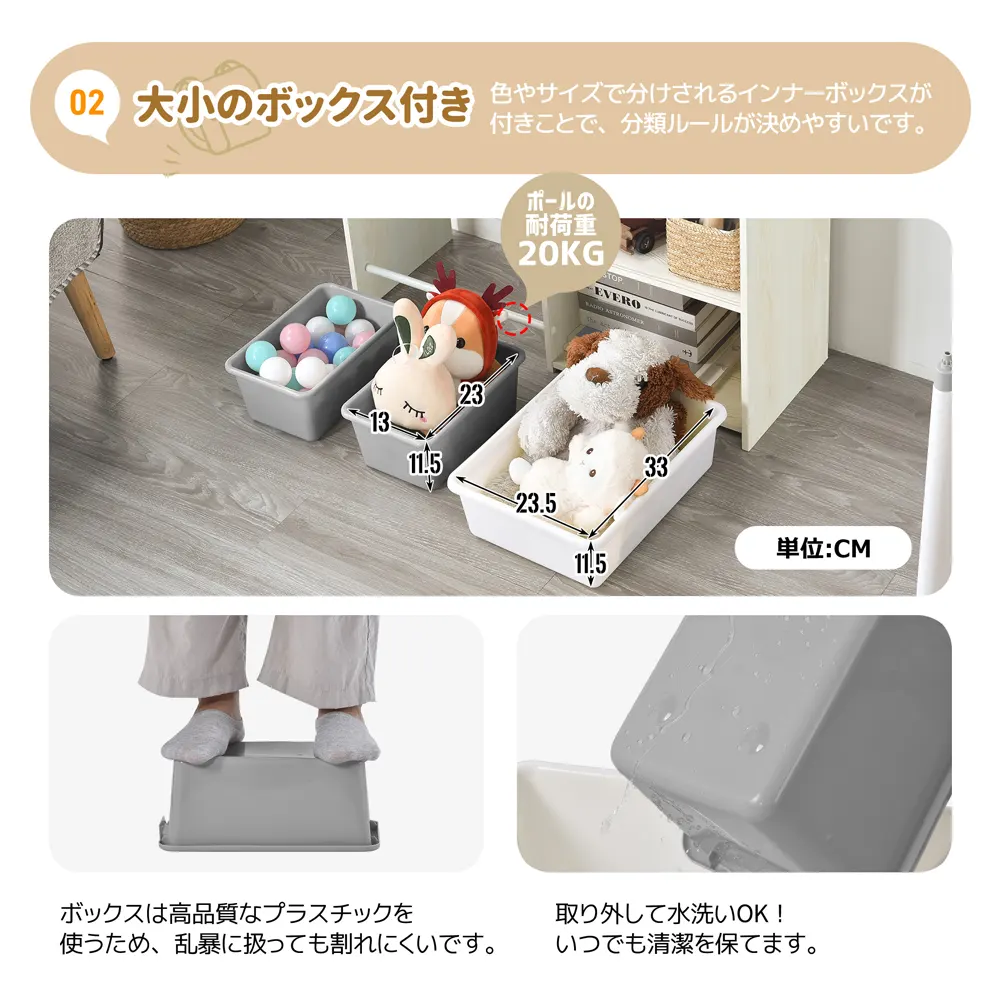 02
大小のボックス付き
色やサイズで分けされるインナーボックスが
付きことで、分類ルールが決めやすいです。
ポールの
耐荷重
20KG
STOP
EVERO
RADIO ASTRONOMER
23
13
11.5
33
23.5
11.5
単位:CM
ボックスは高品質なプラスチックを
使うため、乱暴に扱っても割れにくいです。
取り外して水洗いOK！
いつでも清潔を保てます。